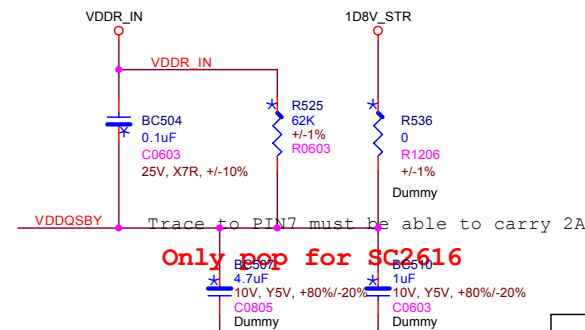 VDDR_IN
1D8V_STR
VDDR_IN
BC504
0.1uF
C0603
25V, X7R, +/-10%
R525
62K
+/-1%
R0603
R536
0
R1206
+/-1%
Dummy
VDDQSBY
Trace to PIN7 must be able to carry 2A
Only pop for SC2616
BC507
4.7uF
10V, Y5V, +80%/-20%
C0805
Dummy
BC510
1uF
10V, Y5V, +80%/-20%
C0603
Dummy